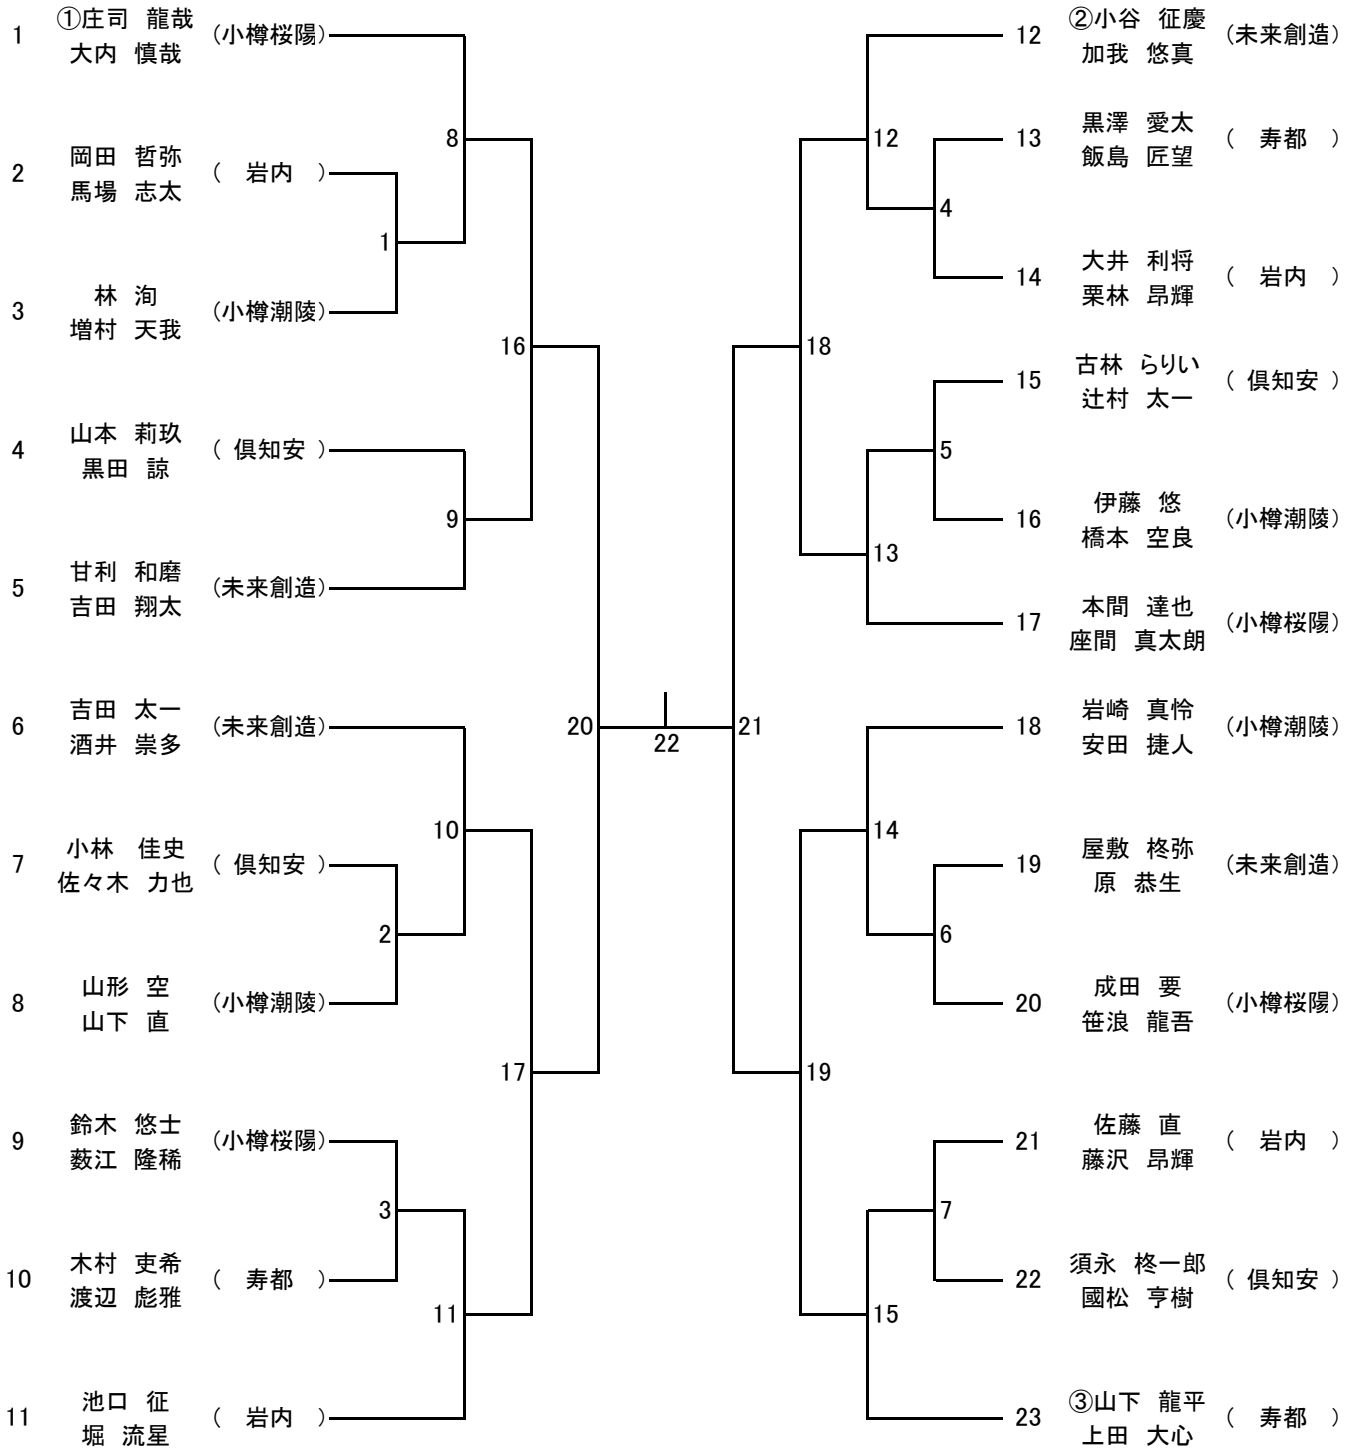 1 ①庄司 龍哉 (小樽桜陽)
大内 慎哉
2 岡田 哲弥 ( 岩内 )
馬場 志太
1
3 林 洵 (小樽潮陵)
増村 天我
8
4 山本 莉玖 ( 倶知安 )
黒田 諒
9
5 甘利 和磨 (未来創造)
吉田 翔太
16
6 吉田 太一 (未来創造)
酒井 崇多
10
7 小林 佳史 ( 倶知安 )
佐々木 力也
2
8 山形 空 (小樽潮陵)
山下 直
17
9 鈴木 悠士 (小樽桜陽)
薮江 隆稀
3
10 木村 吏希 ( 寿都 )
渡辺 彪雅
11
11 池口 征 ( 岩内 )
堀 流星
20
22
21
12 ②小谷 征慶 (未来創造)
加我 悠真
12
13 黒澤 愛太 ( 寿都 )
飯島 匠望
4
14 大井 利将 ( 岩内 )
栗林 昂輝
18
15 古林 らりい ( 倶知安 )
辻村 太一
5
16 伊藤 悠 (小樽潮陵)
橋本 空良
13
17 本間 達也 (小樽桜陽)
座間 真太朗
18 岩崎 真怜 (小樽潮陵)
安田 捷人
14
19 屋敷 柊弥 (未来創造)
原 恭生
6
20 成田 要 (小樽桜陽)
笹浪 龍吾
19
21 佐藤 直 ( 岩内 )
藤沢 昂輝
7
22 須永 柊一郎 ( 倶知安 )
國松 亨樹
15
23 ③山下 龍平 ( 寿都 )
上田 大心